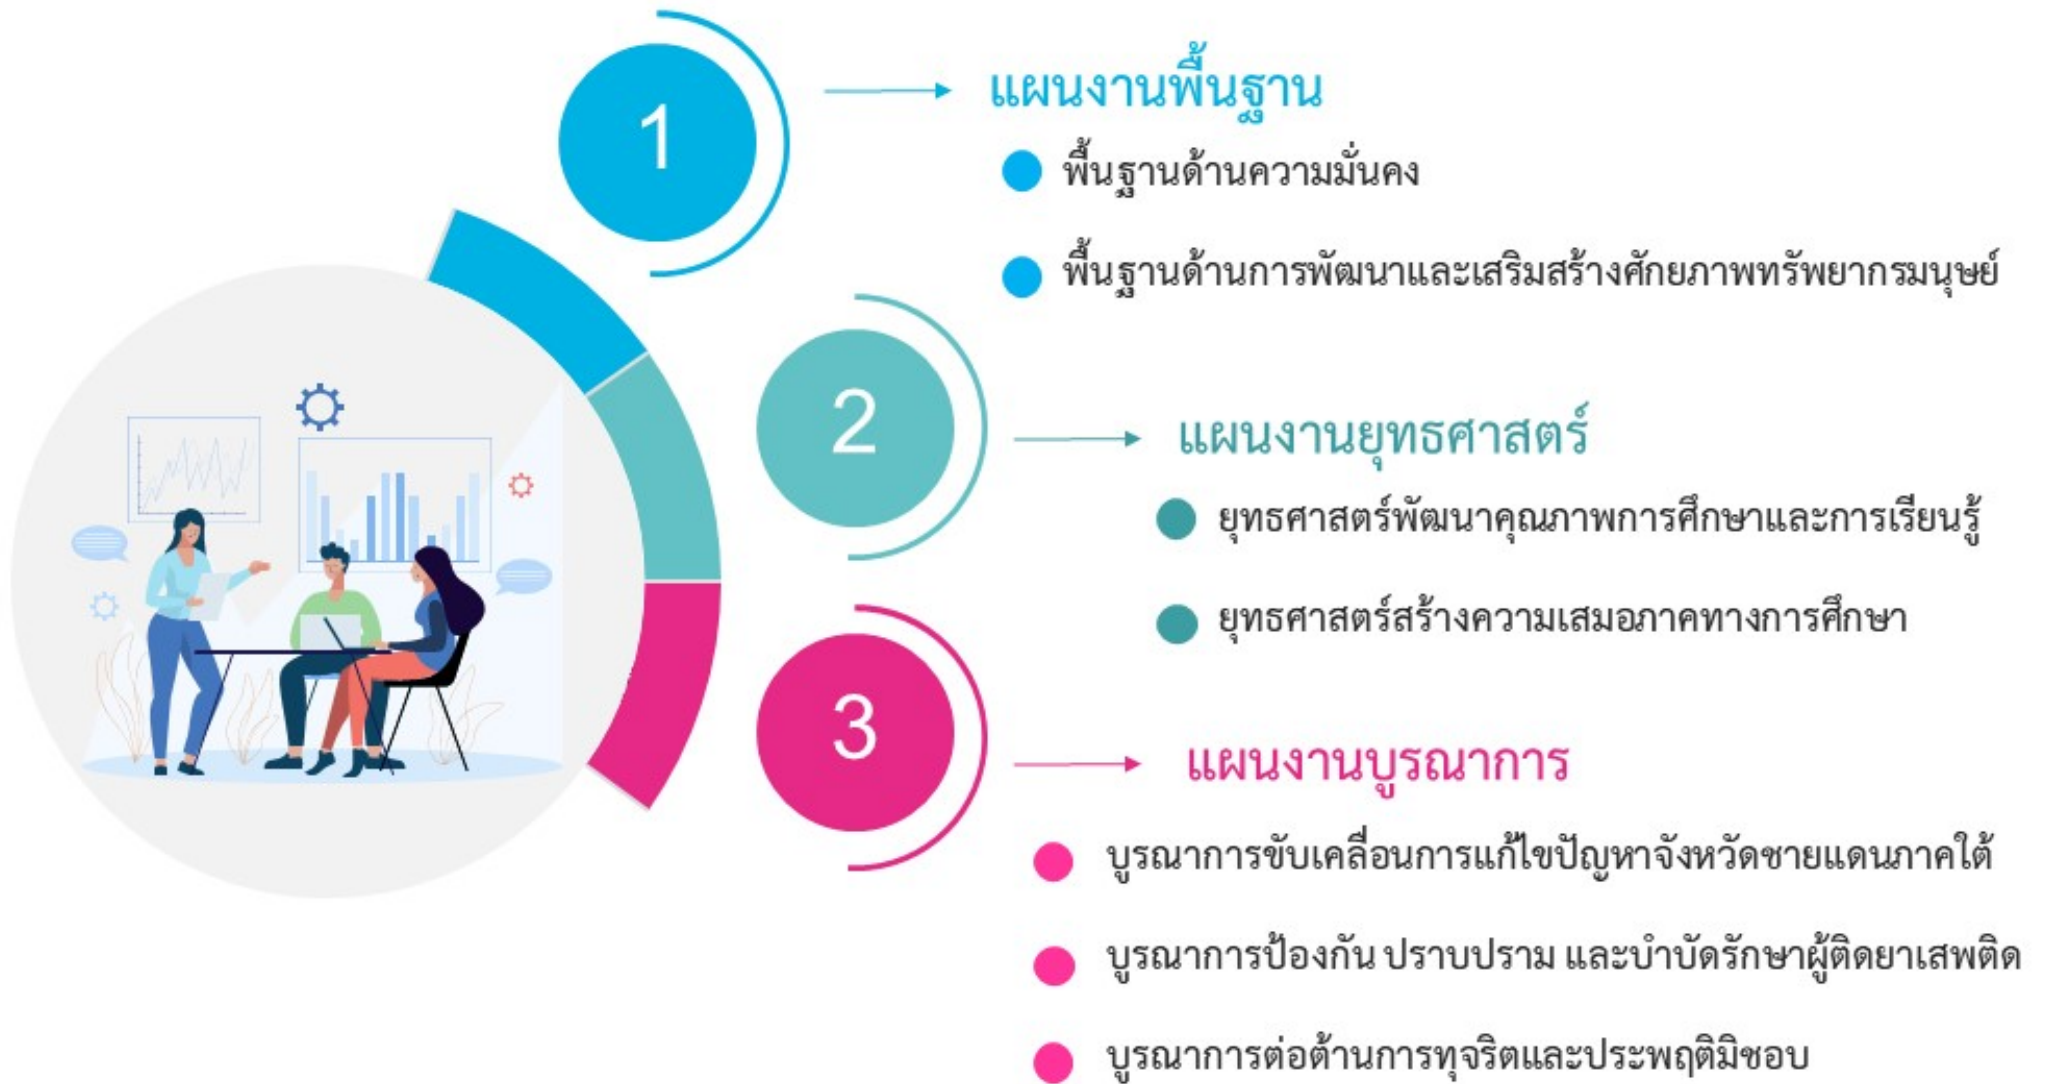 1
แผนงานพื้นฐาน
พื้นฐานด้านความมั่นคง
พื้นฐานด้านการพัฒนาและเสริมสร้างศักยภาพทรัพยากรมนุษย์
2
แผนงานยุทธศาสตร์
ยุทธศาสตร์พัฒนาคุณภาพการศึกษาและการเรียนรู้
ยุทธศาสตร์สร้างความเสมอภาคทางการศึกษา
3
แผนงานบูรณาการ
บูรณาการขับเคลื่อนการแก้ไขปัญหาจังหวัดชายแดนภาคใต้
บูรณาการป้องกัน ปราบปราม และบำบัดรักษาผู้ติดยาเสพติด
บูรณาการต่อต้านการทุจริตและประพฤติมิชอบ